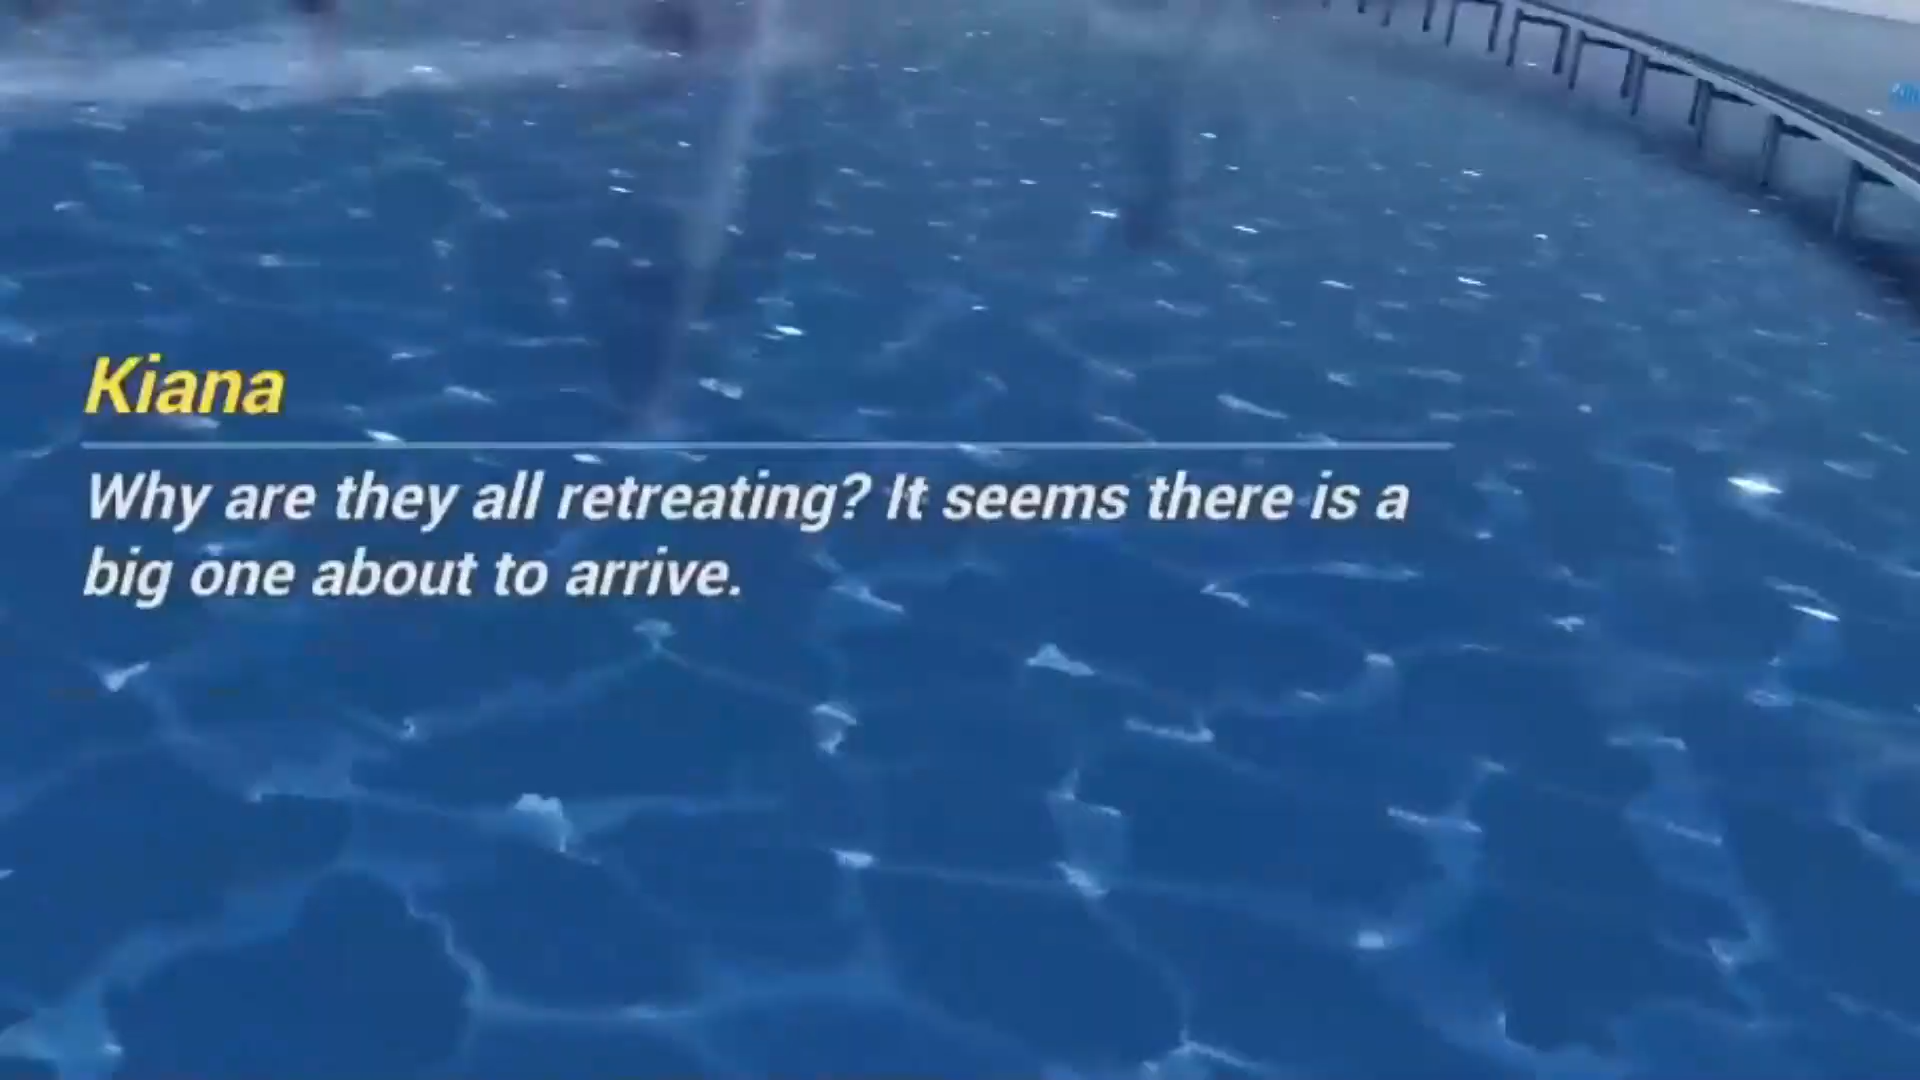 Kiana
Why are they all retreating? It seems there is a
big one about to arrive.